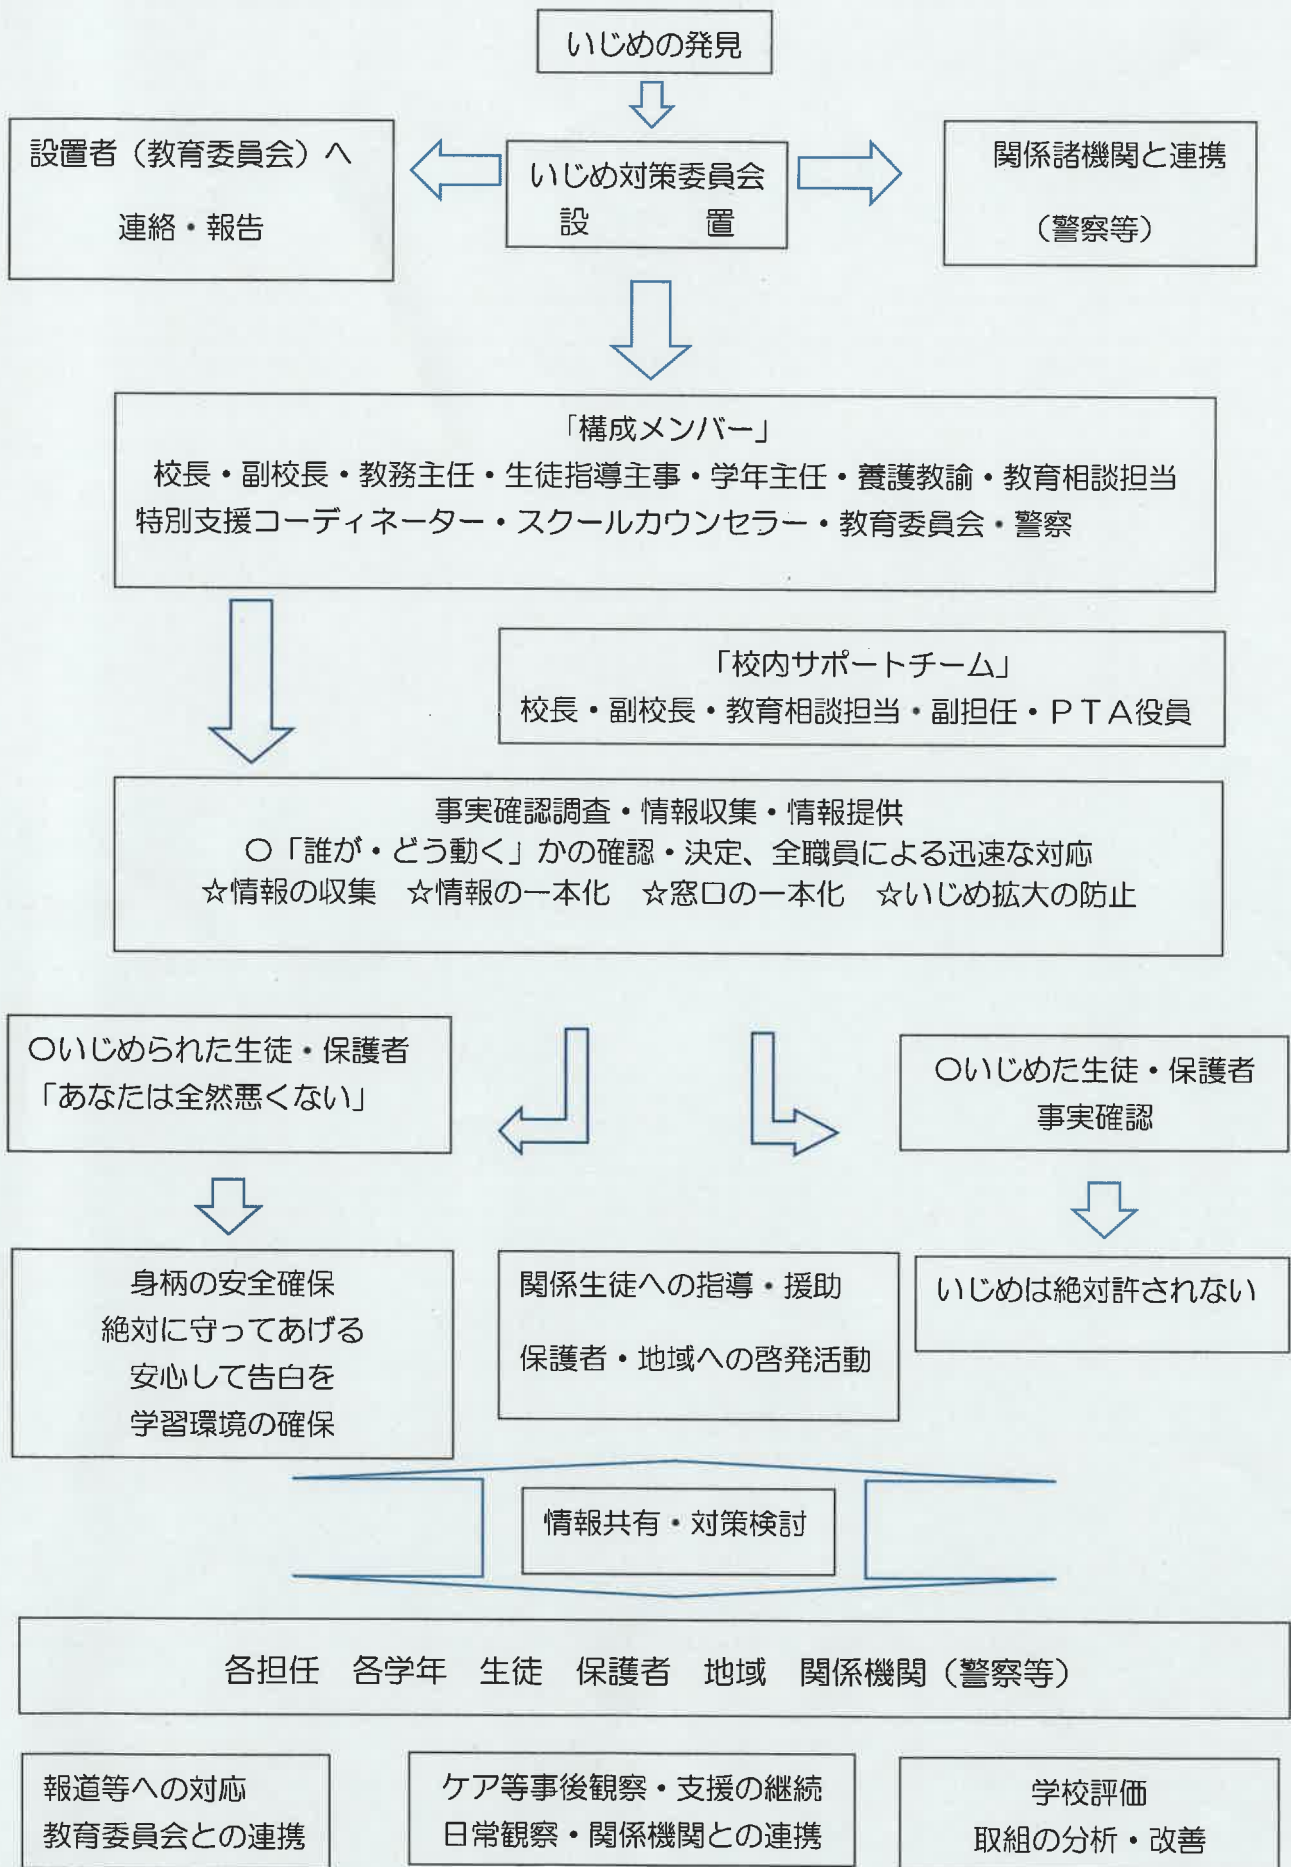 いじめの発見
設置者（教育委員会）へ
連絡・報告
いじめ対策委員会
設　　　置
関係諸機関と連携
（警察等）
「構成メンバー」
校長・副校長・教務主任・生徒指導主事・学年主任・養護教諭・教育相談担当
特別支援コーディネーター・スクールカウンセラー・教育委員会・警察
「校内サポートチーム」
校長・副校長・教育相談担当・副担任・ＰＴＡ役員
事実確認調査・情報収集・情報提供
〇「誰が・どう動く」かの確認・決定、全職員による迅速な対応
☆情報の収集　☆情報の一本化　☆窓口の一本化　☆いじめ拡大の防止
〇いじめられた生徒・保護者
「あなたは全然悪くない」
〇いじめた生徒・保護者
事実確認
身柄の安全確保
絶対に守ってあげる
安心して告白を
学習環境の確保
関係生徒への指導・援助
保護者・地域への啓発活動
いじめは絶対許されない
情報共有・対策検討
各担任　各学年　生徒　保護者　地域　関係機関（警察等）
報道等への対応
教育委員会との連携
ケア等事後観察・支援の継続
日常観察・関係機関との連携
学校評価
取組の分析・改善